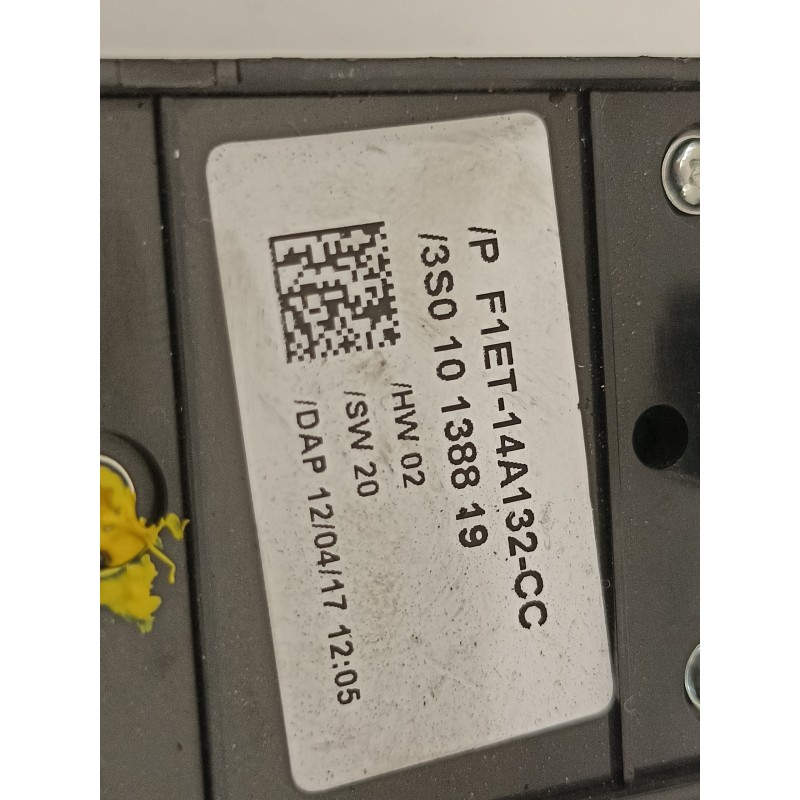 /P F1ET-14A132-CC
/3S0 10 1388 19
/HW 02
/SW 20
/DAP 12/04/17 12:05